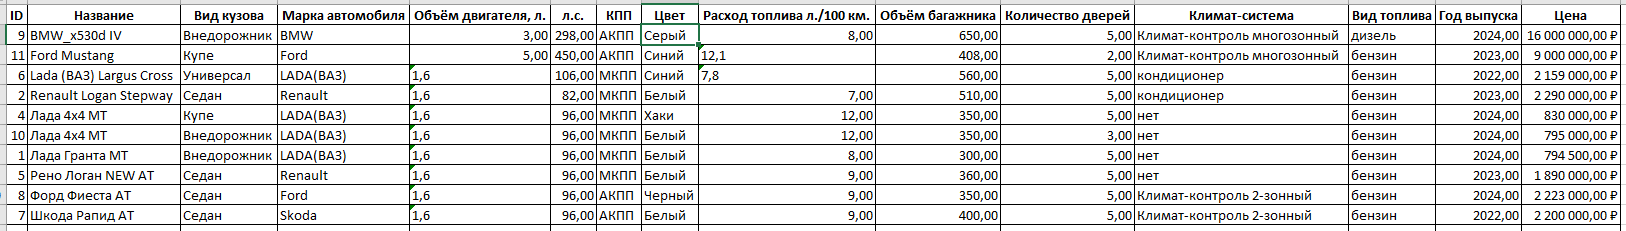 ID Название Вид кузова Марка автомобиля Объём двигателя, л. л.с. КПП Цвет Расход топлива л./100 км. Объём багажника Количество дверей Климат-система Вид топлива Год выпуска Цена
9 BMW_x530d IV Внедорожник BMW 3,00 298,00 АКПП Серый 8,00 650,00 5,00 Климат-контроль многозонный дизель 2024,00 16 000 000,00 ₽
11 Ford Mustang Купе Ford 5,00 450,00 АКПП Синий 12,1 408,00 2,00 Климат-контроль многозонный бензин 2023,00 9 000 000,00 ₽
6 Lada (ВАЗ) Largus Cross Универсал LADA(ВАЗ) 1,6 106,00 МКПП Синий 7,8 560,00 5,00 кондиционер бензин 2022,00 2 159 000,00 ₽
2 Renault Logan Stepway Седан Renault 1,6 82,00 МКПП Белый 7,00 510,00 5,00 кондиционер бензин 2023,00 2 290 000,00 ₽
4 Лада 4x4 МТ Купе LADA(ВАЗ) 1,6 96,00 МКПП Хаки 12,00 350,00 5,00 нет бензин 2024,00 830 000,00 ₽
10 Лада 4x4 МТ Внедорожник LADA(ВАЗ) 1,6 96,00 МКПП Белый 12,00 350,00 3,00 нет бензин 2024,00 795 000,00 ₽
1 Лада Гранта МТ Внедорожник LADA(ВАЗ) 1,6 96,00 МКПП Белый 8,00 300,00 5,00 нет бензин 2024,00 794 500,00 ₽
5 Рено Логан NEW АТ Седан Renault 1,6 96,00 МКПП Белый 9,00 360,00 5,00 нет бензин 2023,00 1 890 000,00 ₽
8 Форд Фиеста АТ Седан Ford 1,6 96,00 АКПП Черный 9,00 350,00 5,00 Климат-контроль 2-зонный бензин 2024,00 2 223 000,00 ₽
7 Шкода Рапид АТ Седан Skoda 1,6 96,00 АКПП Белый 9,00 400,00 5,00 Климат-контроль 2-зонный бензин 2022,00 2 200 000,00 ₽